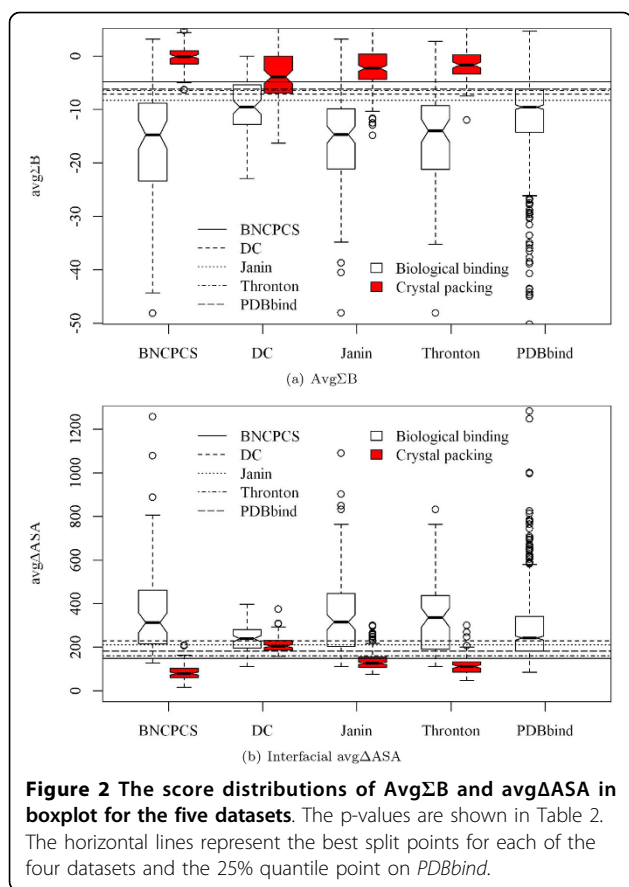 0
-10
-20
-30
-40
-50
avgΣB
BNCPCS
DC
Janin
Thronton
PDBbind
Biological binding
Crystal packing
BNCPCS DC Janin Thronton PDBbind
(a) AvgΣB
1200
1000
800
600
400
200
0
avgΔASA
BNCPCS
DC
Janin
Thronton
PDBbind
Biological binding
Crystal packing
BNCPCS DC Janin Thronton PDBbind
(b) Interfacial avgΔASA
Figure 2 The score distributions of AvgΣB and avgΔASA in
boxplot for the five datasets. The p-values are shown in Table 2.
The horizontal lines represent the best split points for each of the
four datasets and the 25% quantile point on PDBbind.